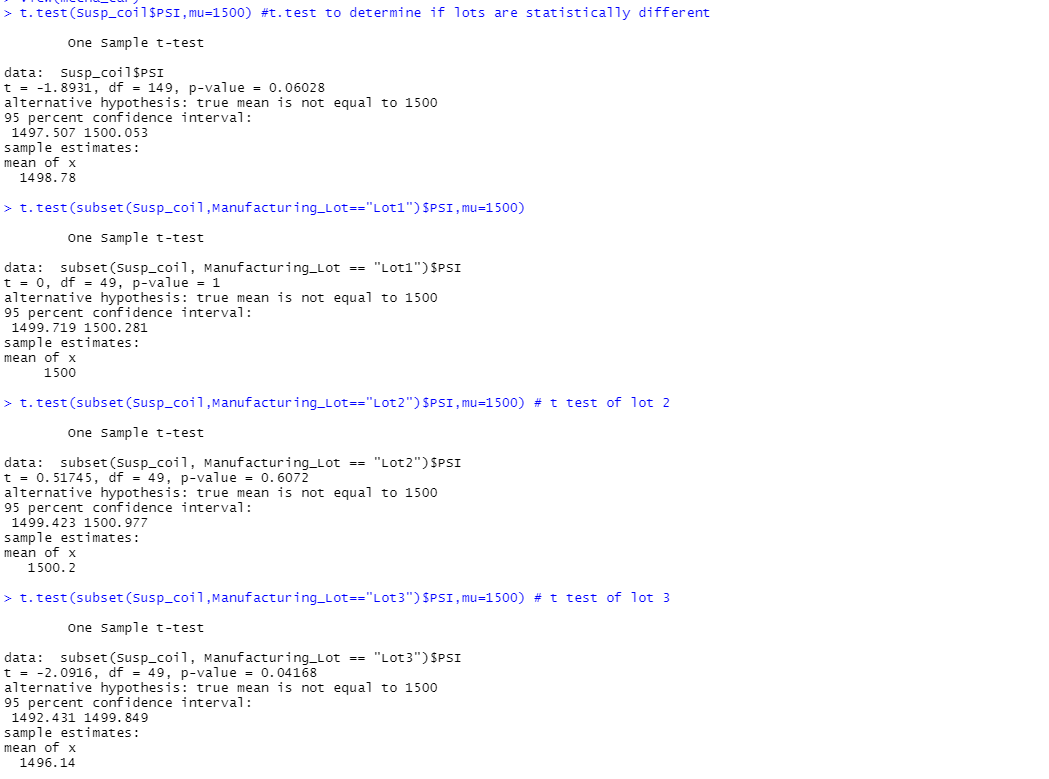 > t.test(Susp_coil$PSI,mu=1500) #t.test to determine if lots are statistically different
One Sample t-test
data:  Susp_coil$PSI
t = -1.8931, df = 149, p-value = 0.06028
alternative hypothesis: true mean is not equal to 1500
95 percent confidence interval:
1497.507 1500.053
sample estimates:
mean of x
1498.78
> t.test(subset(Susp_coil,Manufacturing_Lot=="Lot1")$PSI,mu=1500)
One Sample t-test
data:  subset(Susp_coil, Manufacturing_Lot == "Lot1")$PSI
t = 0, df = 49, p-value = 1
alternative hypothesis: true mean is not equal to 1500
95 percent confidence interval:
1499.719 1500.281
sample estimates:
mean of x
1500
> t.test(subset(Susp_coil,Manufacturing_Lot=="Lot2")$PSI,mu=1500) # t test of lot 2
One Sample t-test
data:  subset(Susp_coil, Manufacturing_Lot == "Lot2")$PSI
t = 0.51745, df = 49, p-value = 0.6072
alternative hypothesis: true mean is not equal to 1500
95 percent confidence interval:
1499.423 1500.977
sample estimates:
mean of x
1500.2
> t.test(subset(Susp_coil,Manufacturing_Lot=="Lot3")$PSI,mu=1500) # t test of lot 3
One Sample t-test
data:  subset(Susp_coil, Manufacturing_Lot == "Lot3")$PSI
t = -2.0916, df = 49, p-value = 0.04168
alternative hypothesis: true mean is not equal to 1500
95 percent confidence interval:
1492.431 1499.849
sample estimates:
mean of x
1496.14